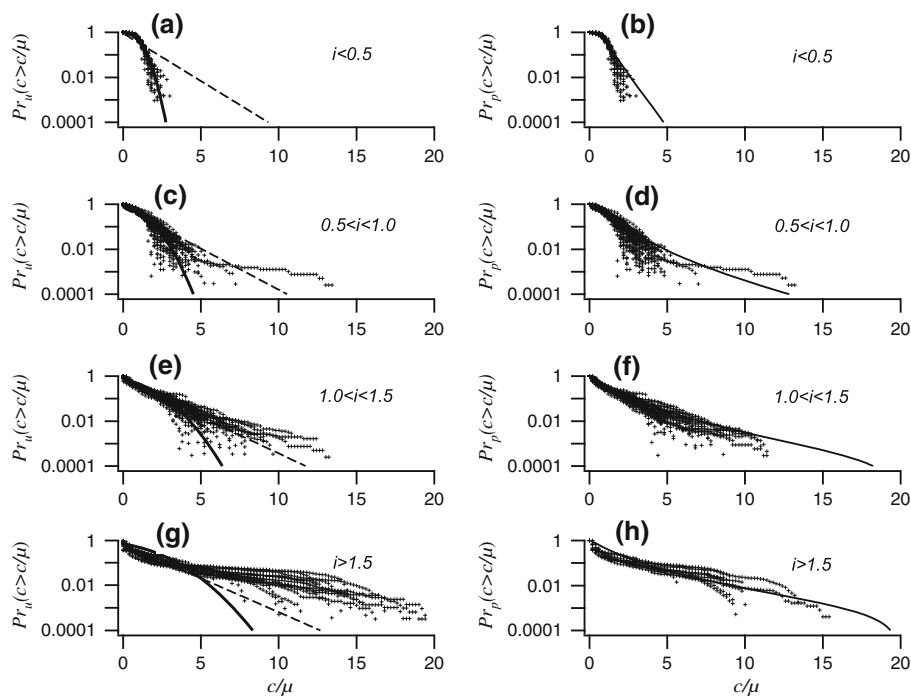 (a)
Pr_u(c>c/μ)
1
0.01
0.0001
i<0.5
0 5 10 15 20
(b)
Pr_p(c>c/μ)
1
0.01
0.0001
i<0.5
0 5 10 15 20
(c)
Pr_u(c>c/μ)
1
0.01
0.0001
0.5<i<1.0
0 5 10 15 20
(d)
Pr_p(c>c/μ)
1
0.01
0.0001
0.5<i<1.0
0 5 10 15 20
(e)
Pr_u(c>c/μ)
1
0.01
0.0001
1.0<i<1.5
0 5 10 15 20
(f)
Pr_p(c>c/μ)
1
0.01
0.0001
1.0<i<1.5
0 5 10 15 20
(g)
Pr_u(c>c/μ)
1
0.01
0.0001
i>1.5
0 5 10 15 20
c/μ
(h)
Pr_p(c>c/μ)
1
0.01
0.0001
i>1.5
0 5 10 15 20
c/μ